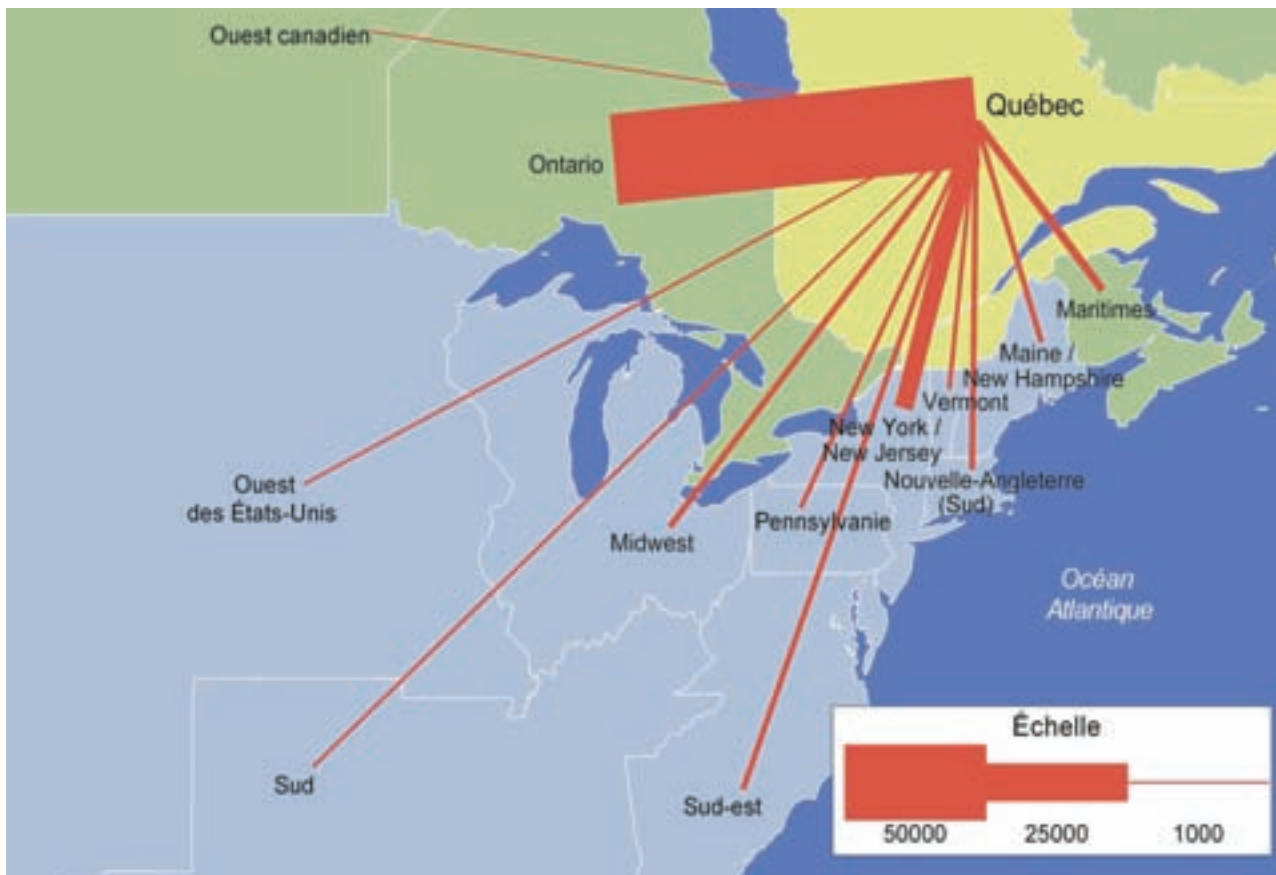 Ouest canadien
Québec
Ontario
Maritimes
Maine /
New Hampshire
Vermont
New York /
New Jersey
Nouvelle-Angleterre
(Sud)
Ouest
des États-Unis
Pennsylvanie
Midwest
Océan
Atlantique
Sud
Sud-est
Échelle
50000 25000 1000